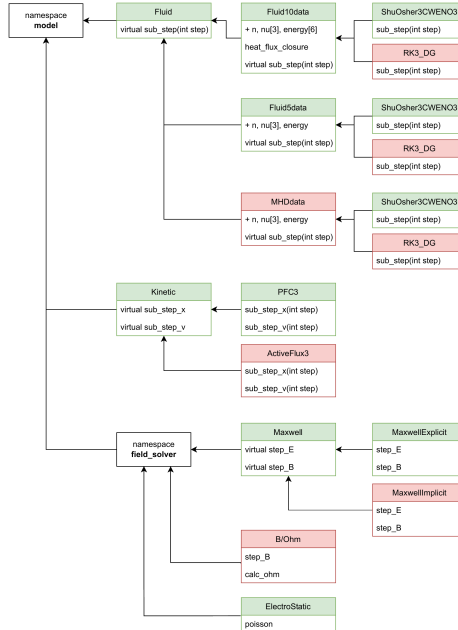 namespace
model
Fluid
virtual sub_step(int step)
Fluid10data
+ n, nu[3], energy[6]
heat_flux_closure
virtual sub_step(int step)
ShuOsher3CWENO3
sub_step(int step)
RK3_DG
sub_step(int step)
Fluid5data
+ n, nu[3], energy
virtual sub_step(int step)
ShuOsher3CWENO3
sub_step(int step)
RK3_DG
sub_step(int step)
MHDdata
+ n, nu[3], energy
virtual sub_step(int step)
ShuOsher3CWENO3
sub_step(int step)
RK3_DG
sub_step(int step)
Kinetic
virtual sub_step_x
virtual sub_step_v
PFC3
sub_step_x(int step)
sub_step_v(int step)
ActiveFlux3
sub_step_x(int step)
sub_step_v(int step)
namespace
field_solver
Maxwell
virtual step_E
virtual step_B
MaxwellExplicit
step_E
step_B
MaxwellImplicit
step_E
step_B
B/Ohm
step_B
calc_ohm
ElectroStatic
poisson